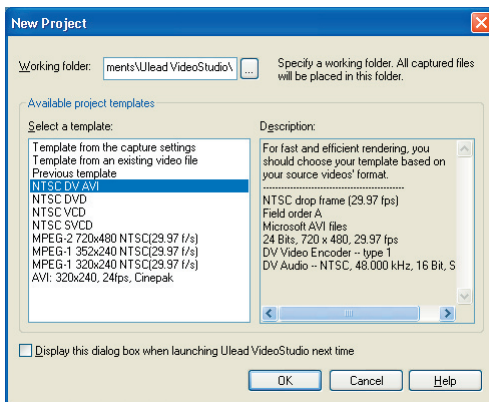 New Project
Working folder: ments\Ulead VideoStudio\ ... Specify a working folder. All captured files
will be placed in this folder.
Available project templates
Select a template:
Template from the capture settings
Template from an existing video file
Previous template
NTSC DV AVI
NTSC DVD
NTSC VCD
NTSC SVCD
MPEG-2 720x480 NTSC(29.97 f/s)
MPEG-1 352x240 NTSC(29.97 f/s)
MPEG-1 320x240 NTSC(29.97 f/s)
AVI: 320x240, 24fps, Cinepak
Description:
For fast and efficient rendering, you
should choose your template based on
your source videos' format.
----------------------------------------
NTSC drop frame (29.97 fps)
Field order A
Microsoft AVI files
24 Bits, 720 x 480, 29.97 fps
DV Video Encoder -- type 1
DV Audio -- NTSC, 48.000 kHz, 16 Bit, S
Display this dialog box when launching Ulead VideoStudio next time
OK Cancel Help